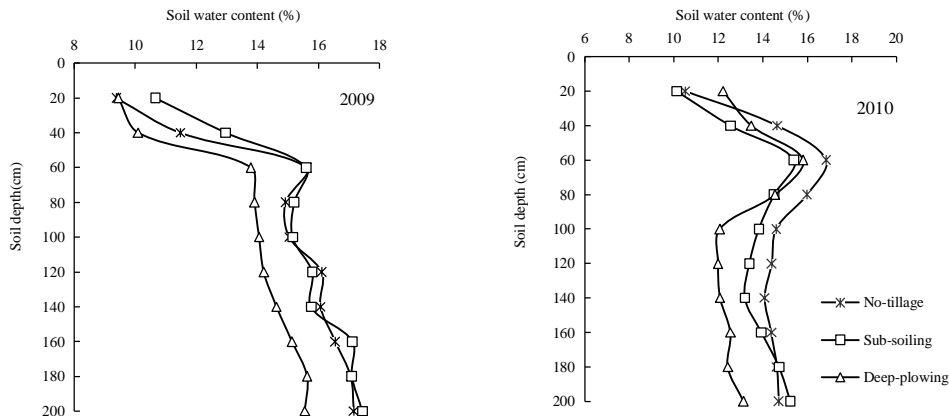 Soil water content (%)
8 10 12 14 16 18
0
20
40
60
80
100
120
140
160
180
200
Soil depth(cm)
2009
Soil water content (%)
6 8 10 12 14 16 18 20
0
20
40
60
80
100
120
140
160
180
200
Soil depth (cm)
2010
No-tillage
Sub-soiling
Deep-plowing